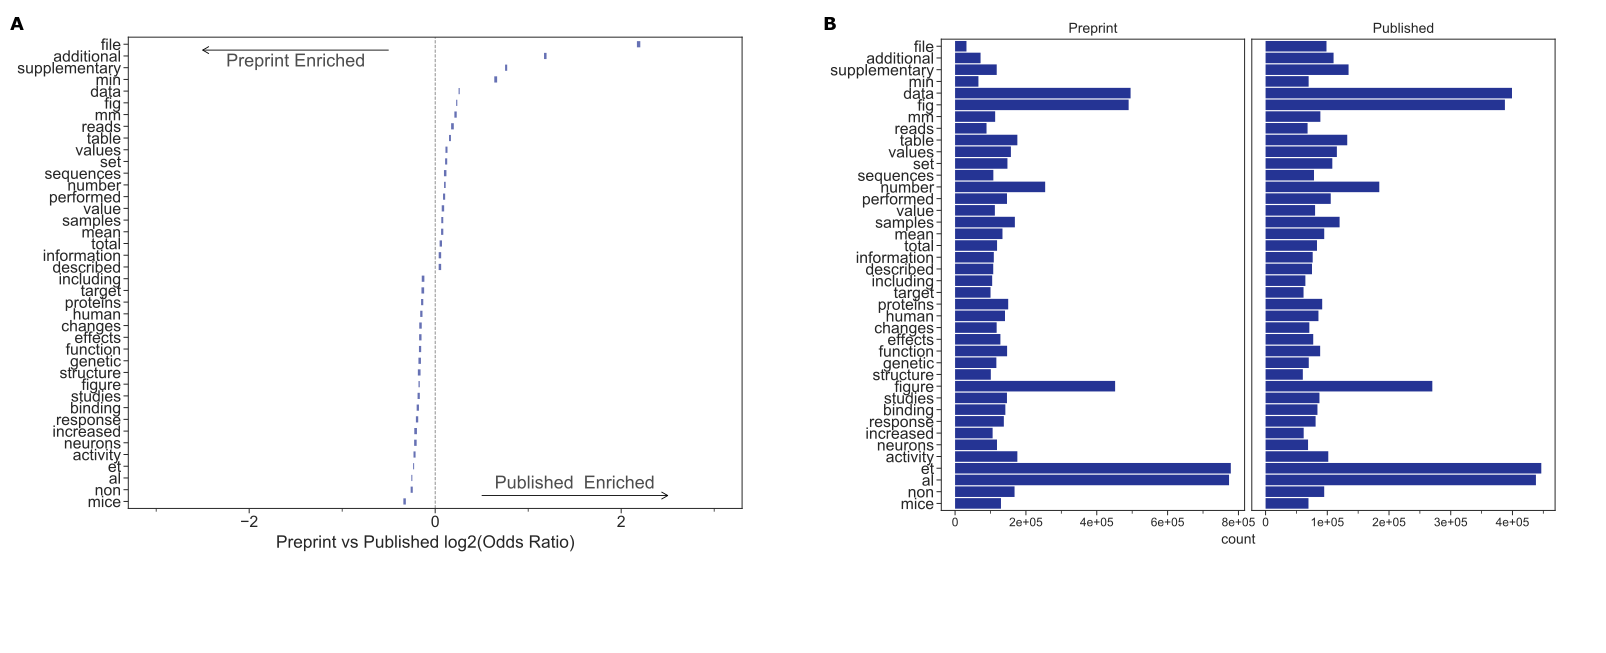 A
file
additional
supplementary
min
data
fig
mm
reads
table
values
set
sequences
number
performed
value
samples
mean
total
information
described
including
target
proteins
human
changes
effects
function
genetic
structure
figure
studies
binding
response
increased
neurons
activity
et
al
non
mice
Preprint Enriched
Published Enriched
−2 0 2
Preprint vs Published log2(Odds Ratio)
B
Preprint Published
file
additional
supplementary
min
data
fig
mm
reads
table
values
set
sequences
number
performed
value
samples
mean
total
information
described
including
target
proteins
human
changes
effects
function
genetic
structure
figure
studies
binding
response
increased
neurons
activity
et
al
non
mice
0 2e+05 4e+05 6e+05 8e+05 0 1e+05 2e+05 3e+05 4e+05
count